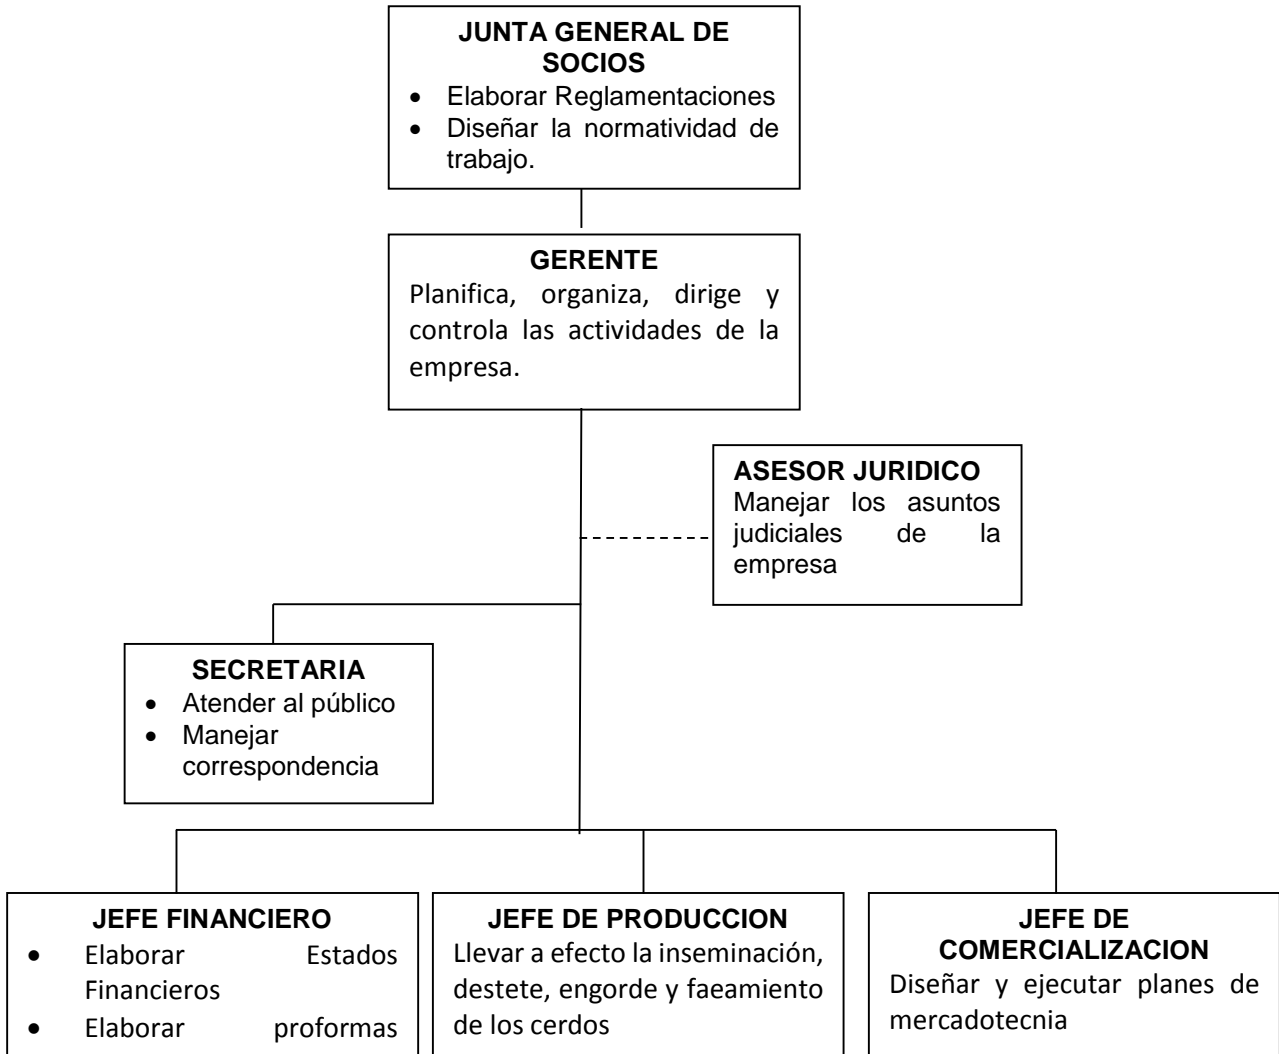 JUNTA GENERAL DE
SOCIOS
• Elaborar Reglamentaciones
• Diseñar la normatividad de
trabajo.
GERENTE
Planifica, organiza, dirige y
controla las actividades de la
empresa.
ASESOR JURIDICO
Manejar los asuntos
judiciales de la
empresa
SECRETARIA
• Atender al público
• Manejar
correspondencia
JEFE FINANCIERO
• Elaborar Estados
Financieros
• Elaborar proformas
JEFE DE PRODUCCION
Llevar a efecto la inseminación,
destete, engorde y faeamiento
de los cerdos
JEFE DE
COMERCIALIZACION
Diseñar y ejecutar planes de
mercadotecnia